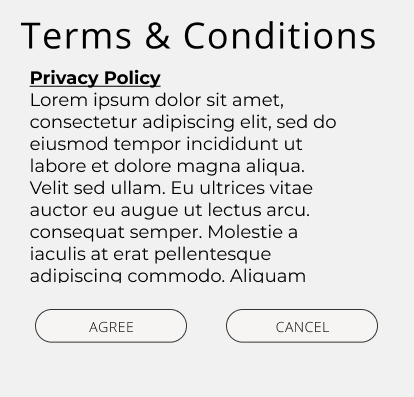 Terms & Conditions
Privacy Policy
Lorem ipsum dolor sit amet,
consectetur adipiscing elit, sed do
eiusmod tempor incididunt ut
labore et dolore magna aliqua.
Velit sed ullam. Eu ultrices vitae
auctor eu augue ut lectus arcu.
consequat semper. Molestie a
iaculis at erat pellentesque
adipiscing commodo. Aliquam
AGREE
CANCEL